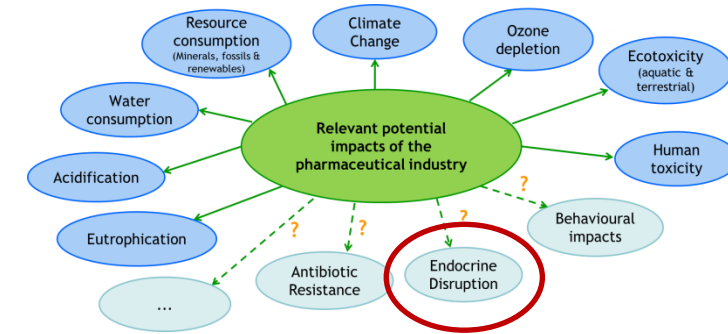 Resource
consumption
(Minerals, fossils &
renewables)
Climate
Change
Ozone
depletion
Ecotoxicity
(aquatic &
terrestrial)
Water
consumption
Relevant potential
impacts of the
pharmaceutical industry
Human
toxicity
Acidification
Eutrophication
?
?
?
?
Behavioural
impacts
Endocrine
Disruption
Antibiotic
Resistance
...